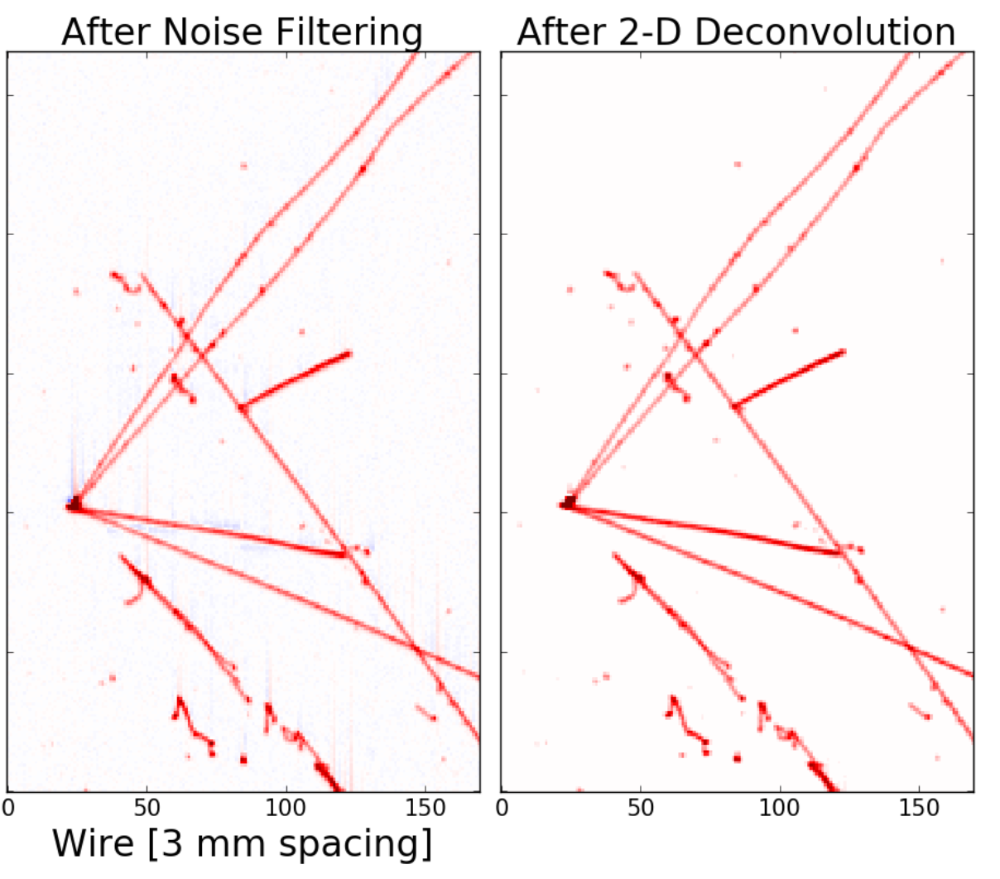 After Noise Filtering
After 2-D Deconvolution
0 50 100 150
0 50 100 150
Wire [3 mm spacing]